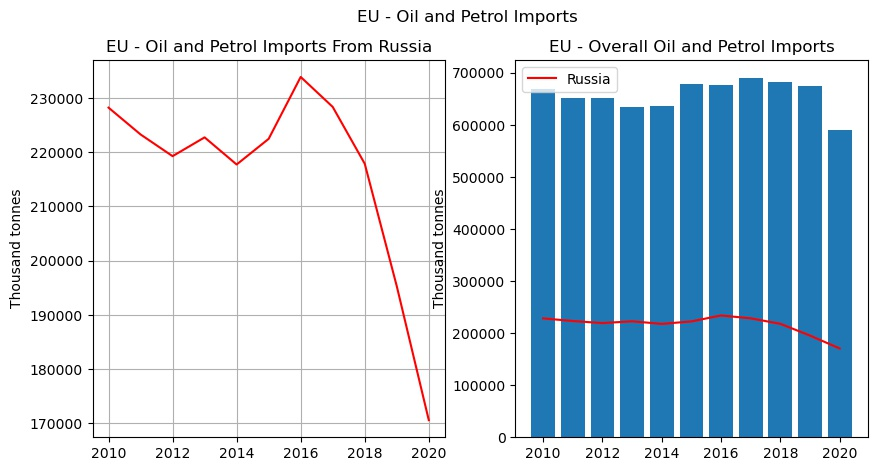 EU - Oil and Petrol Imports
EU - Oil and Petrol Imports From Russia
Thousand tonnes
230000
220000
210000
200000
190000
180000
170000
2010 2012 2014 2016 2018 2020
EU - Overall Oil and Petrol Imports
Russia
Thousand tonnes
700000
600000
500000
400000
300000
200000
100000
0
2010 2012 2014 2016 2018 2020